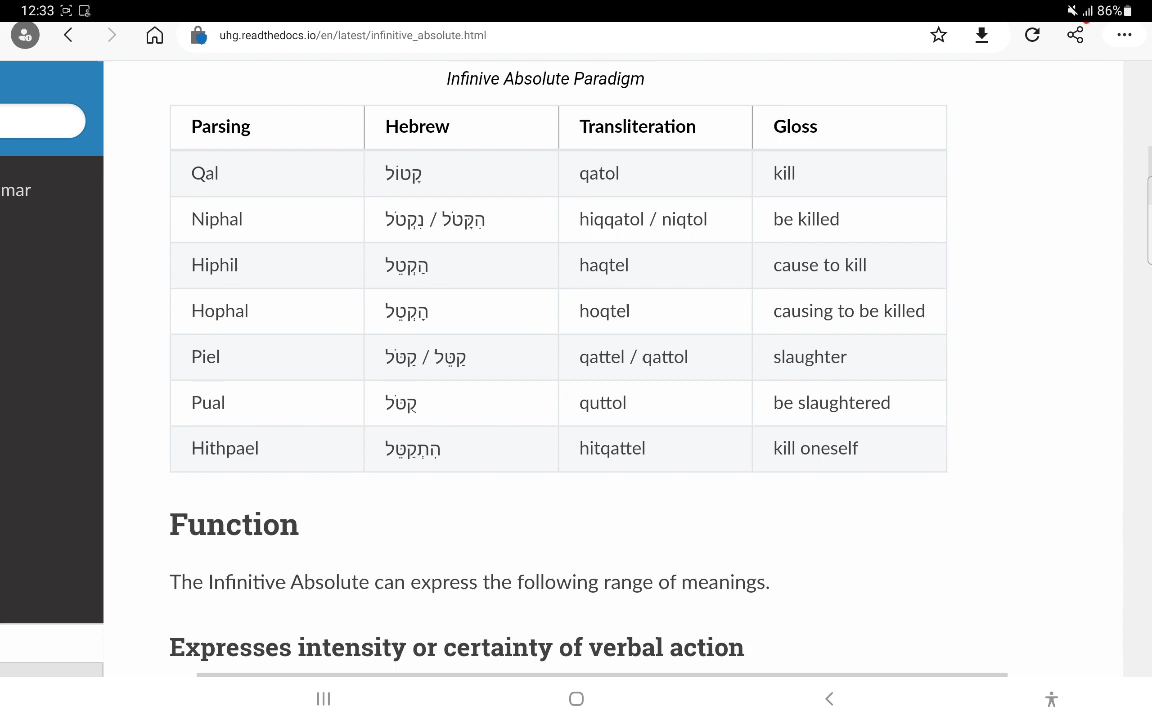 12:33
86%
uhg.readthedocs.io/en/latest/infinitive_absolute.html
mar
Infinive Absolute Paradigm
Parsing Hebrew Transliteration Gloss
Qal קָטוֹל qatol kill
Niphal הִקָּטֹל / נִקְטֹל hiqqatol / niqtol be killed
Hiphil הַקְטֵל haqtel cause to kill
Hophal הָקְטֵל hoqtel causing to be killed
Piel קַטֵּל / קַטֹּל qattel / qattol slaughter
Pual קֻטֹּל quttol be slaughtered
Hithpael הִתְקַטֵּל hitqattel kill oneself
Function
The Infinitive Absolute can express the following range of meanings.
Expresses intensity or certainty of verbal action